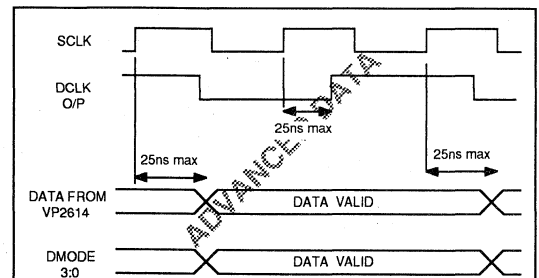 SCLK
DCLK
O/P
25ns max
25ns max
25ns max
DATA FROM
VP2614
DATA VALID
DMODE
3:0
DATA VALID
ADVANCE DATA